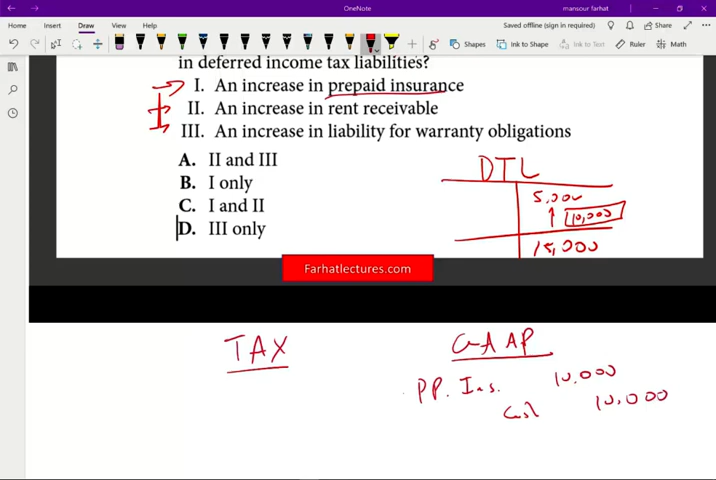 OneNote
mansour farhat
Home Insert Draw View Help
Saved offline (sign in required)
Share
Shapes
Ink to Shape
Ink to Text
Ruler
Math
in deferred income tax liabilities?
I. An increase in prepaid insurance
II. An increase in rent receivable
III. An increase in liability for warranty obligations
A. II and III
B. I only
C. I and II
D. III only
DTL
5,000
10,000
15,000
Farhatlectures.com
TAX
GAAP
PP. Ins. 10,000
Cash 10,000